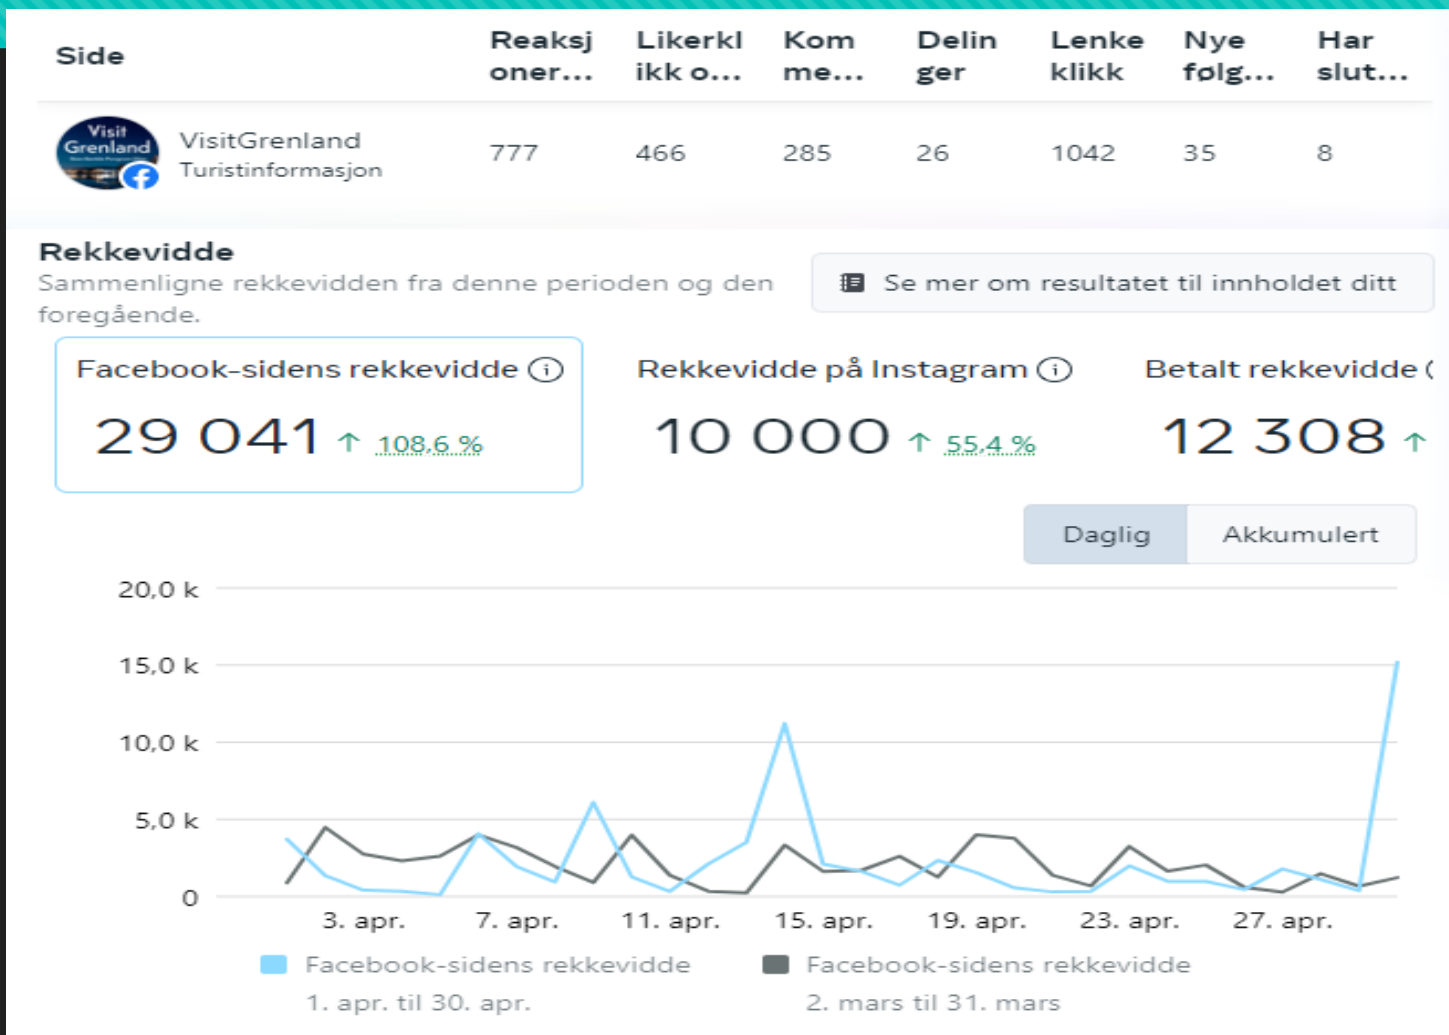 Side
Reaksj
oner...
Likerkl
ikk o...
Kom
me...
Delin
ger
Lenke
klikk
Nye
følg...
Har
slut...
Visit
Grenland
VisitGrenland
Turistinformasjon
777
466
285
26
1042
35
8
Rekkevidde
Sammenligne rekkevidden fra denne perioden og den
foregående.
Se mer om resultatet til innholdet ditt
Facebook-sidens rekkevidde
29 041 ↑ 108,6 %
Rekkevidde på Instagram
10 000 ↑ 55,4 %
Betalt rekkevidde
12 308 ↑
Daglig
Akkumulert
20,0 k
15,0 k
10,0 k
5,0 k
0
3. apr.
7. apr.
11. apr.
15. apr.
19. apr.
23. apr.
27. apr.
Facebook-sidens rekkevidde
1. apr. til 30. apr.
Facebook-sidens rekkevidde
2. mars til 31. mars